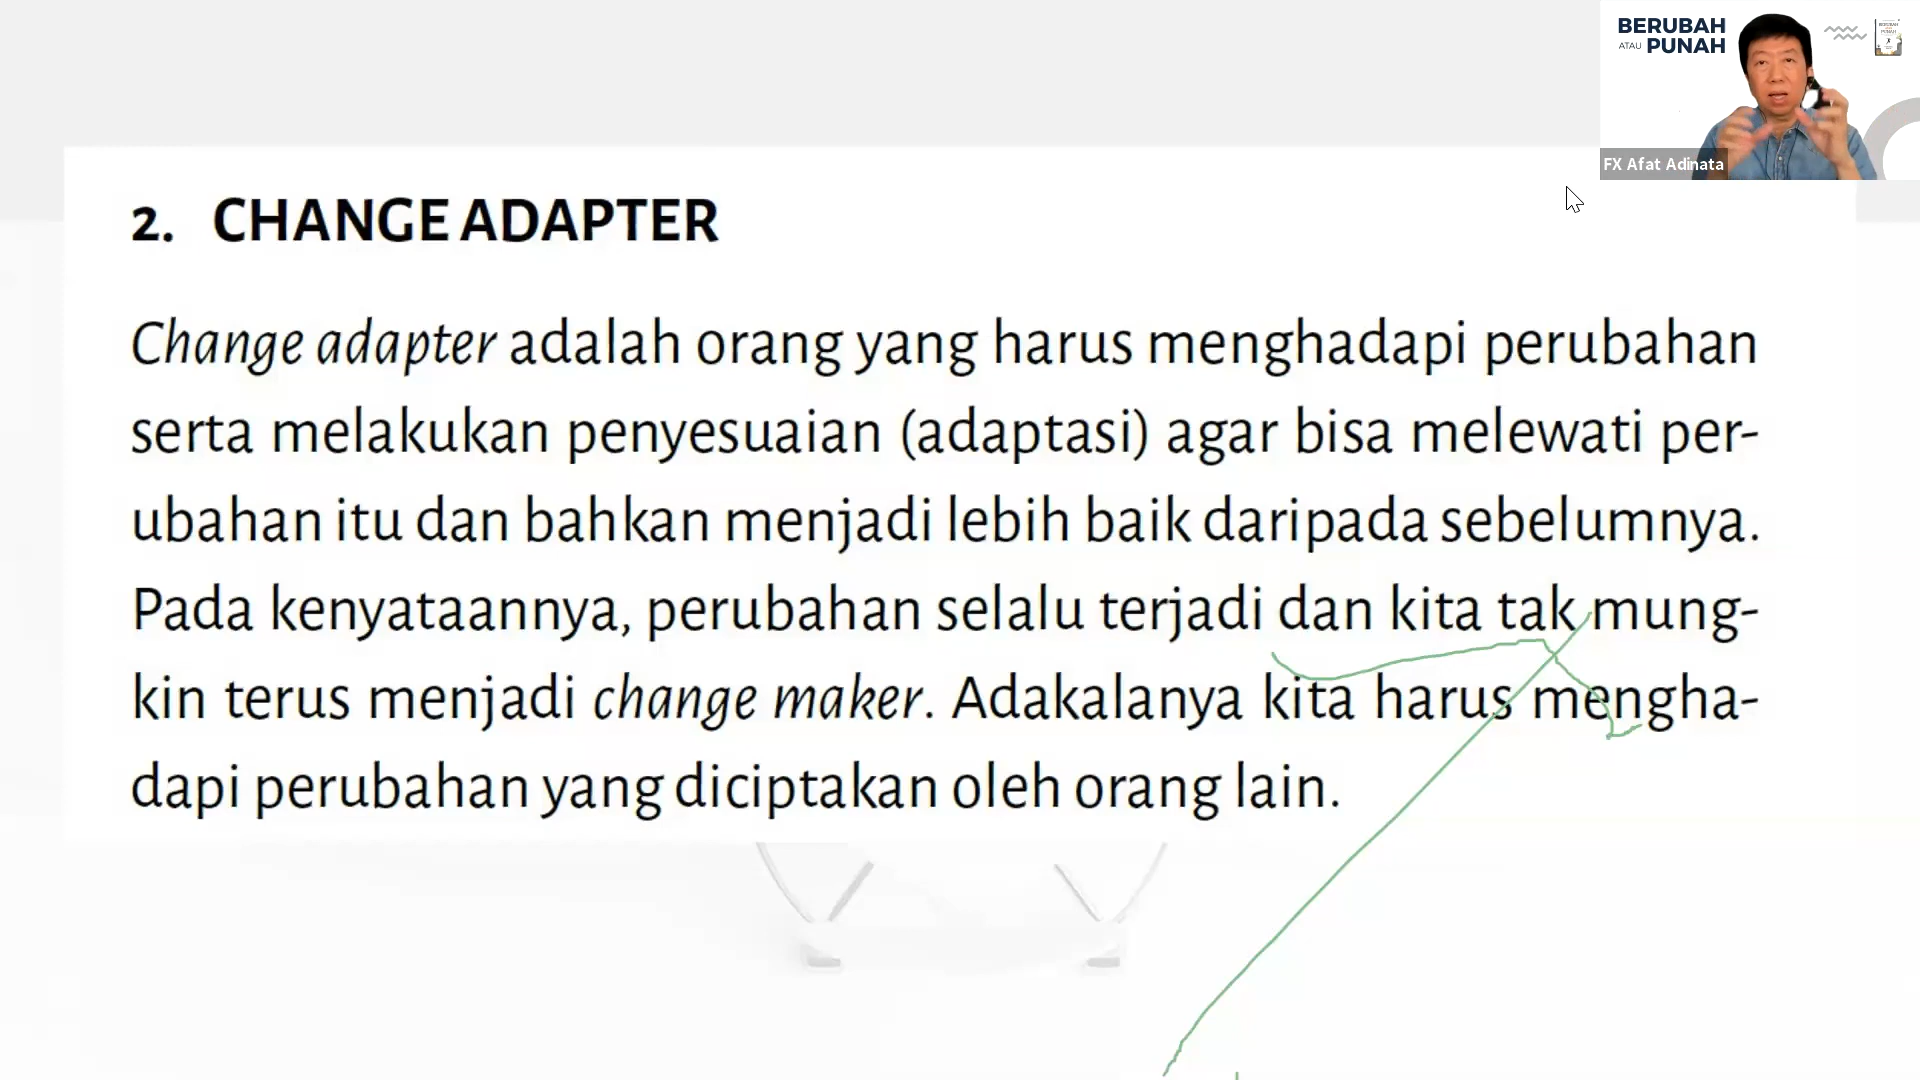 BERUBAH
ATAU PUNAH
FX Afat Adinata
2. CHANGE ADAPTER
Change adapter adalah orang yang harus menghadapi perubahan
serta melakukan penyesuaian (adaptasi) agar bisa melewati per-
ubahan itu dan bahkan menjadi lebih baik daripada sebelumnya.
Pada kenyataannya, perubahan selalu terjadi dan kita tak mung-
kin terus menjadi change maker. Adakalanya kita harus mengha-
dapi perubahan yang diciptakan oleh orang lain.